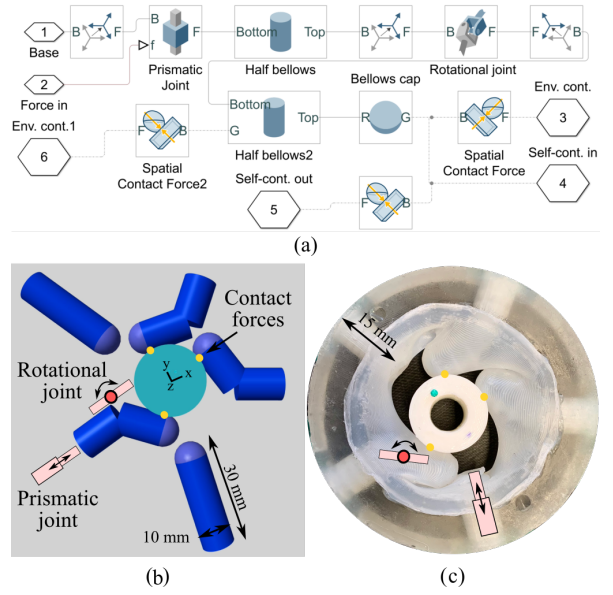 1
B
F
B
F
Bottom
Top
B
F
B
F
B
F
f
Base
Prismatic
Joint
Half bellows
Rotational joint
2
Force in
Bellows cap
Env. cont.
Env. cont.1
Bottom
Top
R
G
B
F
3
6
F
B
G
Self-cont. in
Spatial
Contact Force2
Half bellows2
Spatial
Contact Force
4
Self-cont. out
5
F
B
(a)
Contact
forces
Rotational
joint
y
x
z
Prismatic
joint
30 mm
10 mm
(b)
15 mm
(c)